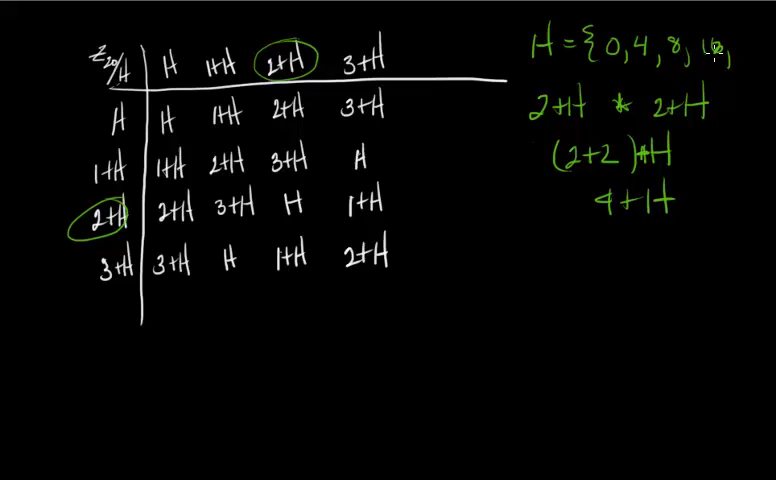 Z20/H H 1+H 2+H 3+H
H H 1+H 2+H 3+H
1+H 1+H 2+H 3+H H
2+H 2+H 3+H H 1+H
3+H 3+H H 1+H 2+H
H = { 0, 4, 8,
2+H * 2+H
(2+2) *H
4+H